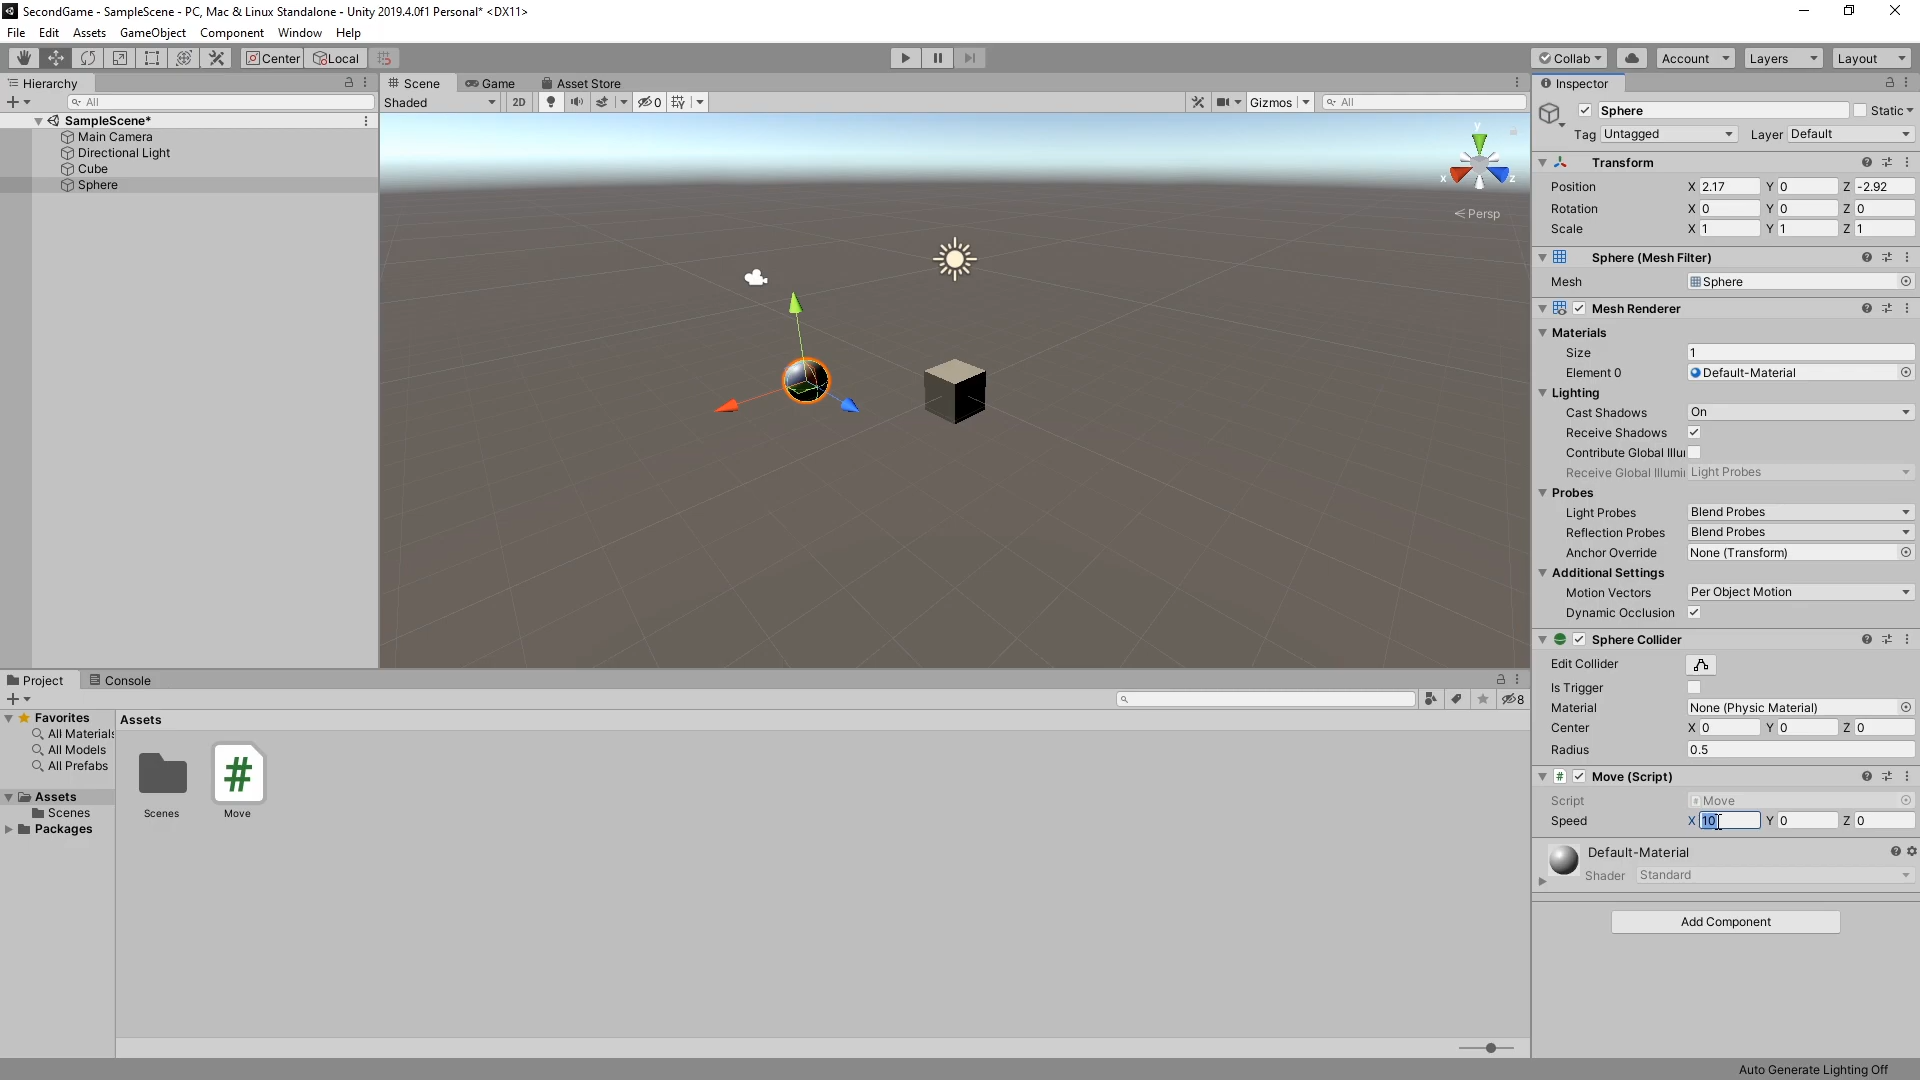 SecondGame - SampleScene - PC, Mac & Linux Standalone - Unity 2019.4.0f1 Personal* <DX11>
File Edit Assets GameObject Component Window Help
Center Local Collab Account Layers Layout
Hierarchy
All
SampleScene*
Main Camera
Directional Light
Cube
Sphere
Scene Game Asset Store
Shaded 2D 0 Gizmos All
y
x z
Persp
Inspector
Sphere Static
Tag Untagged Layer Default
Transform
Position X 2.17 Y 0 Z -2.92
Rotation X 0 Y 0 Z 0
Scale X 1 Y 1 Z 1
Sphere (Mesh Filter)
Mesh Sphere
Mesh Renderer
Materials
Size 1
Element 0 Default-Material
Lighting
Cast Shadows On
Receive Shadows
Contribute Global Illu
Receive Global Illumi Light Probes
Probes
Light Probes Blend Probes
Reflection Probes Blend Probes
Anchor Override None (Transform)
Additional Settings
Motion Vectors Per Object Motion
Dynamic Occlusion
Sphere Collider
Edit Collider
Is Trigger
Material None (Physic Material)
Center X 0 Y 0 Z 0
Radius 0.5
# Move (Script)
Script # Move
Speed X 10 Y 0 Z 0
Default-Material
Shader Standard
Add Component
Project Console
8
Favorites
All Materials
All Models
All Prefabs
Assets
Scenes
Packages
Assets
#
Scenes Move
Auto Generate Lighting Off